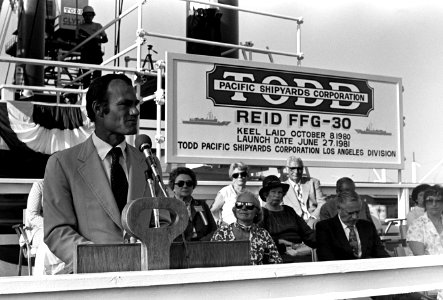 TODD
PACIFIC SHIPYARDS CORPORATION
REID FFG-30
KEEL LAID OCTOBER 8 1980
LAUNCH DATE JUNE 27, 1981
TODD PACIFIC SHIPYARDS CORPORATION LOS ANGELES DIVISION
TODD